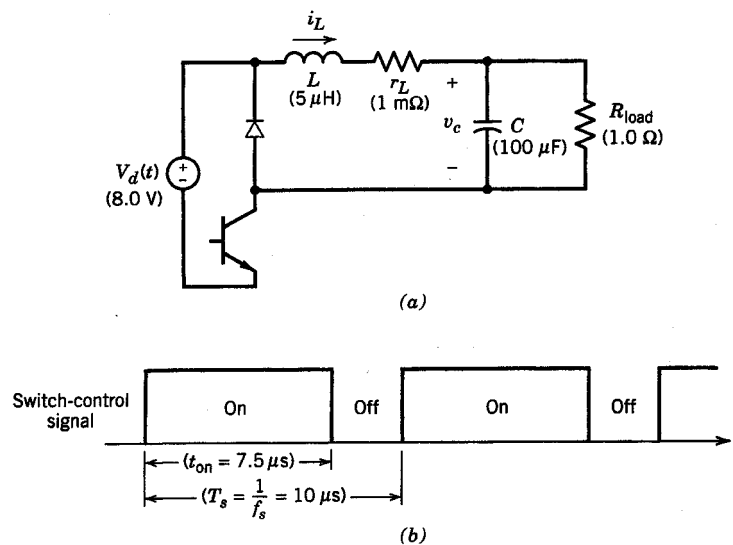 i_L
L
(5 μH)
r_L
(1 mΩ)
+
v_c
C
(100 μF)
−
R_load
(1.0 Ω)
V_d(t)
(8.0 V)
+
−
(a)
Switch-control
signal
On
Off
On
Off
(t_on = 7.5 μs)
(T_s = 1/f_s = 10 μs)
(b)